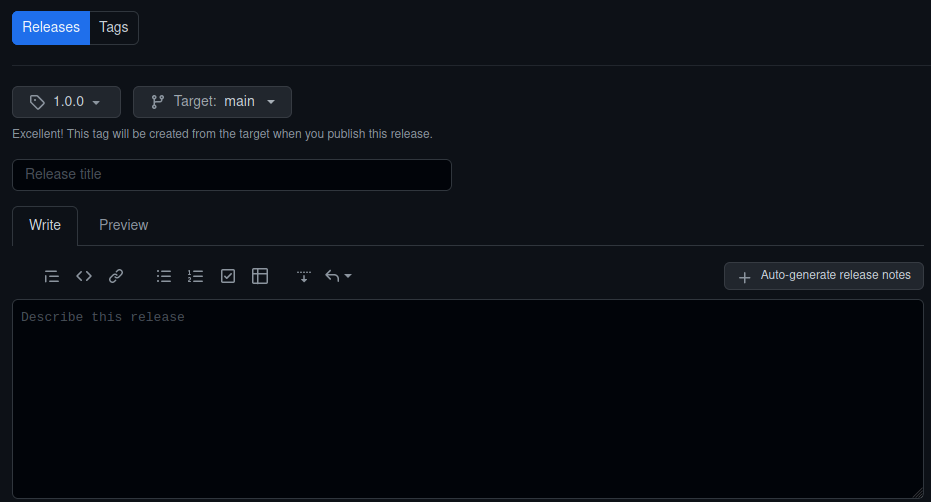 Releases Tags
1.0.0 Target: main
Excellent! This tag will be created from the target when you publish this release.
Release title
Write Preview
Auto-generate release notes
Describe this release